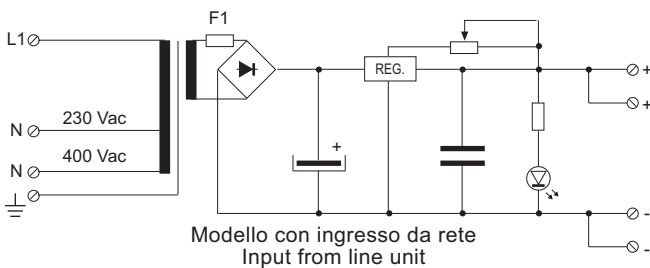 F1
L1
REG.
+
+
230 Vac
N
+
400 Vac
N
-
-
Modello con ingresso da rete
Input from line unit